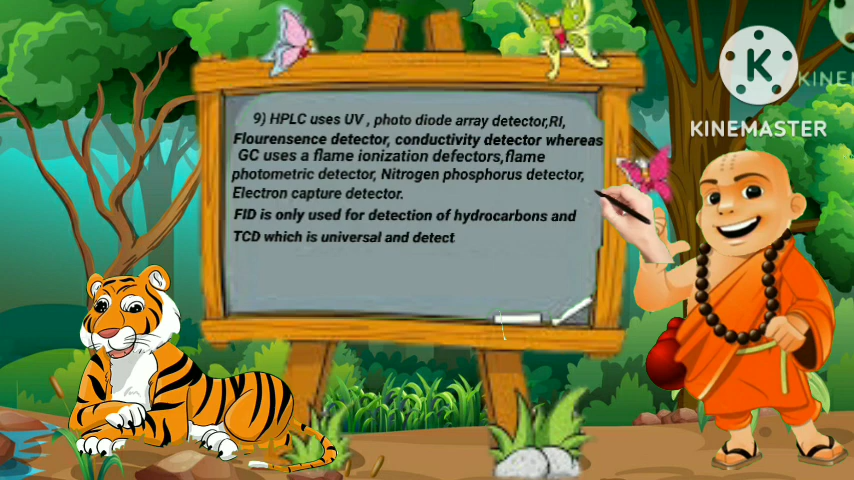 9) HPLC uses UV , photo diode array detector,RI,
Flourensence detector, conductivity detector whereas
GC uses a flame ionization defectors,flame
photometric detector, Nitrogen phosphorus detector,
Electron capture detector.
FID is only used for detection of hydrocarbons and
TCD which is universal and detect
K
KINEMASTER
KINEM